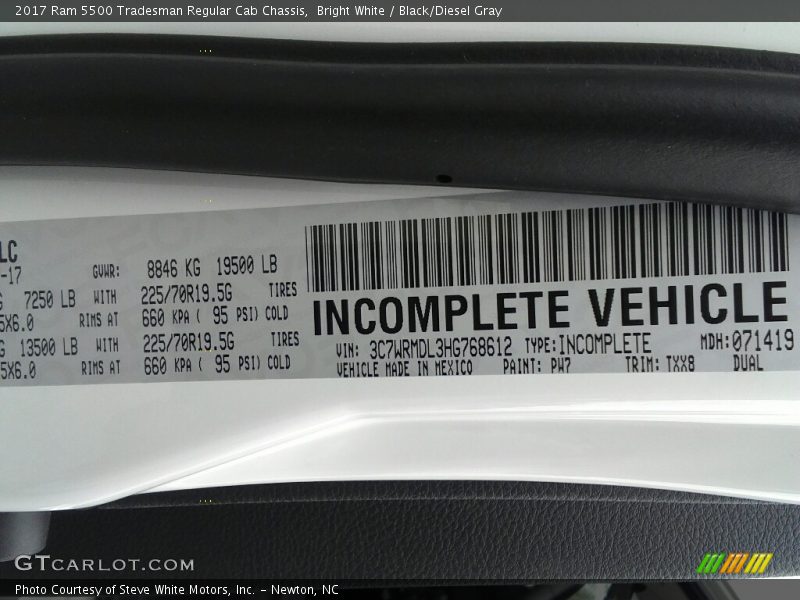 2017 Ram 5500 Tradesman Regular Cab Chassis, Bright White / Black/Diesel Gray
LC
-17
GVWR: 8846 KG 19500 LB
G 7250 LB WITH 225/70R19.5G TIRES
5X6.0 RIMS AT 660 KPA ( 95 PSI) COLD
G 13500 LB WITH 225/70R19.5G TIRES
5X6.0 RIMS AT 660 KPA ( 95 PSI) COLD
INCOMPLETE VEHICLE
VIN: 3C7WRMDL3HG768612 TYPE:INCOMPLETE MDH:071419
VEHICLE MADE IN MEXICO PAINT: PW7 TRIM: TXX8 DUAL
GTCARLOT.COM
Photo Courtesy of Steve White Motors, Inc. – Newton, NC